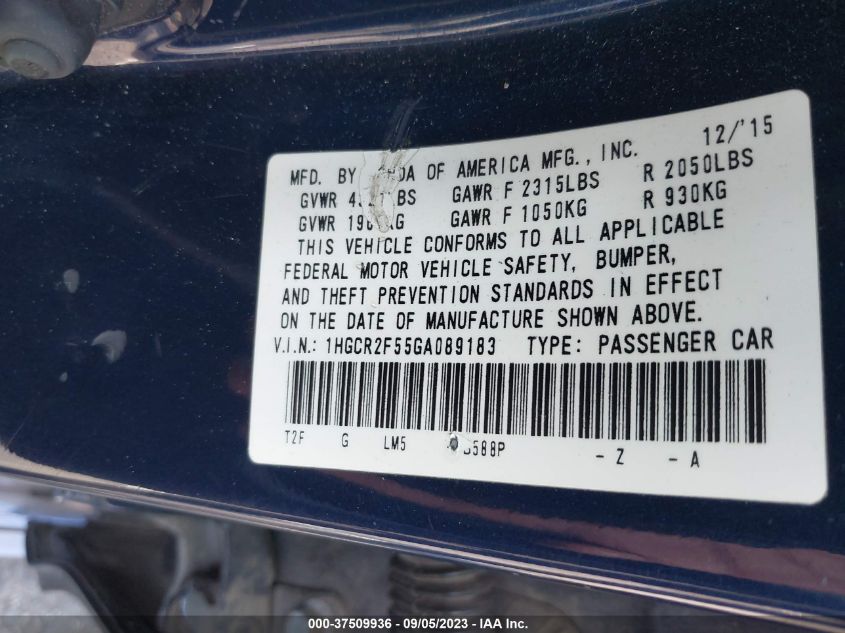 12/'15
MFD. BY OF AMERICA MFG., INC.
GVWR GAWR F 2315LBS R 2050LBS
GVWR GAWR F 1050KG R 930KG
THIS VEHICLE CONFORMS TO ALL APPLICABLE
FEDERAL MOTOR VEHICLE SAFETY, BUMPER,
AND THEFT PREVENTION STANDARDS IN EFFECT
ON THE DATE OF MANUFACTURE SHOWN ABOVE.
V.I.N.: 1HGCR2F55GA089183 TYPE: PASSENGER CAR
T2F G LM5 - Z - A
000-37509936 - 09/05/2023 - IAA Inc.